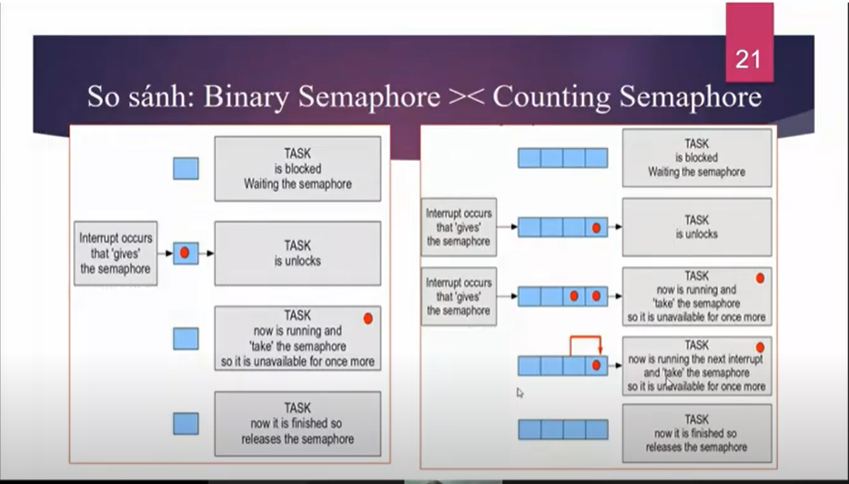 21
So sánh: Binary Semaphore >< Counting Semaphore
TASK
is blocked
Waiting the semaphore
Interrupt occurs
that 'gives'
the semaphore
TASK
is unlocks
TASK
now is running and
'take' the semaphore
so it is unavailable for once more
TASK
now it is finished so
releases the semaphore
TASK
is blocked
Waiting the semaphore
Interrupt occurs
that 'gives'
the semaphore
TASK
is unlocks
Interrupt occurs
that 'gives'
the semaphore
TASK
now is running and
'take' the semaphore
so it is unavailable for once more
TASK
now is running the next interrupt
and 'take' the semaphore
so it is unavailable for once more
TASK
now it is finished so
releases the semaphore